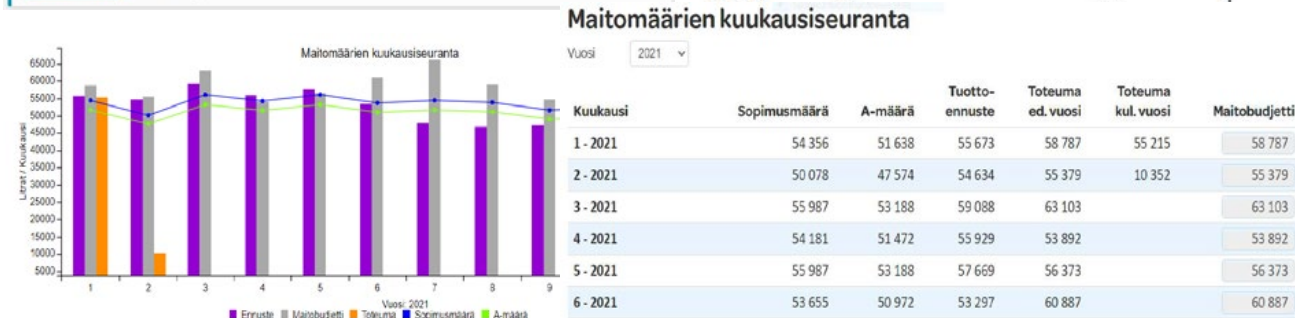 Maitomäärien kuukausiseuranta
Vuosi 2021
Kuukausi Sopimusmäärä A-määrä Tuotto-ennuste Toteuma ed. vuosi Toteuma kul. vuosi Maitobudjetti
1 - 2021 54 356 51 638 55 673 58 787 55 215 58 787
2 - 2021 50 078 47 574 54 634 55 379 10 352 55 379
3 - 2021 55 987 53 188 59 088 63 103 63 103
4 - 2021 54 181 51 472 55 929 53 892 53 892
5 - 2021 55 987 53 188 57 669 56 373 56 373
6 - 2021 53 655 50 972 53 297 60 887 60 887
Maitomäärien kuukausiseuranta
Litrat / Kuukausi
65000
60000
55000
50000
45000
40000
35000
30000
25000
20000
15000
10000
5000
1 2 3 4 5 6 7 8 9
Vuosi: 2021
Ennuste Maitobudjetti Toteuma Sopimusmäärä A-määrä